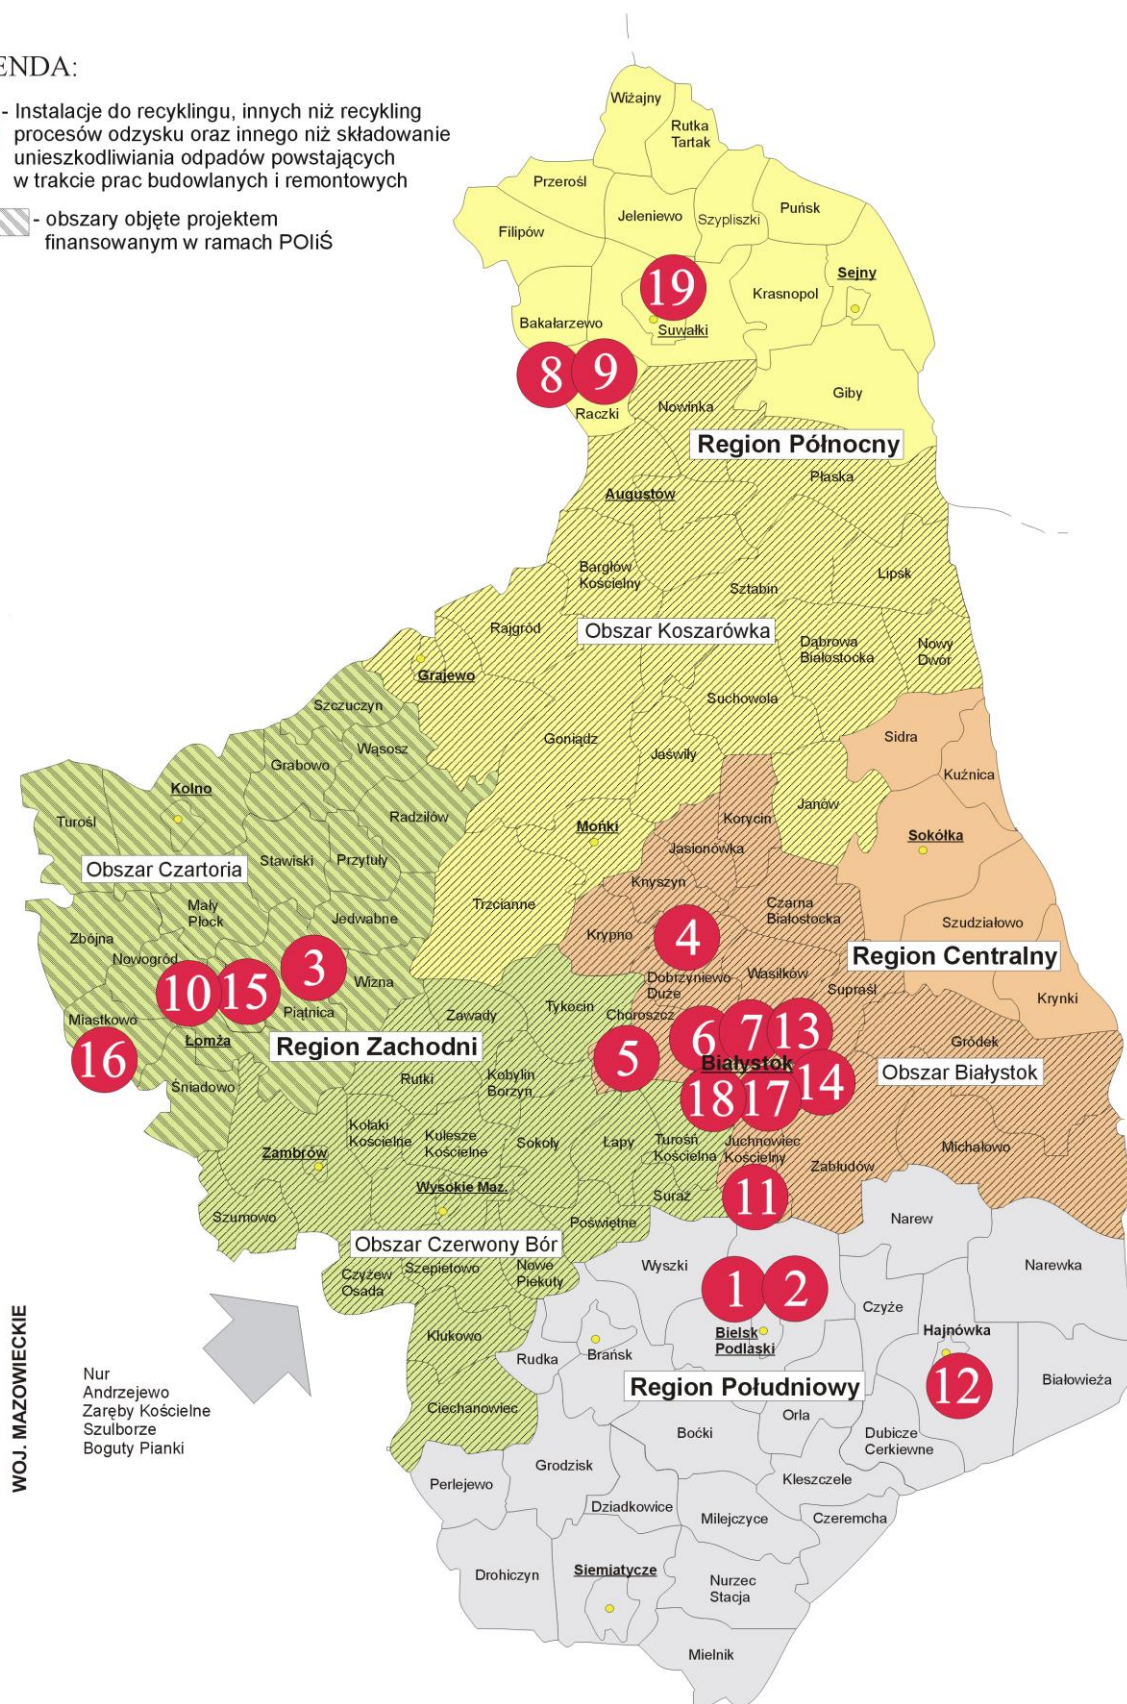 ENDA:
- Instalacje do recyklingu, innych niż recykling
procesów odzysku oraz innego niż składowanie
unieszkodliwiania odpadów powstających
w trakcie prac budowlanych i remontowych
- obszary objęte projektem
finansowanym w ramach POIiŚ
Wiżajny
Rutka
Tartak
Przerośl
Jeleniewo
Szypliszki
Puńsk
Filipów
Sejny
19
Krasnopol
Bakałarzewo
Suwałki
8
9
Giby
Raczki
Nowinka
Region Północny
Płaska
Augustów
Bargłów
Kościelny
Sztabin
Lipsk
Rajgród
Obszar Koszarówka
Dąbrowa
Białostocka
Nowy
Dwór
Grajewo
Suchowola
Szczuczyn
Wąsosz
Goniądz
Jaświły
Sidra
Grabowo
Kuźnica
Kolno
Radziłów
Janów
Turośl
Korycin
Mońki
Sokółka
Jasionówka
Obszar Czartoria
Stawiski
Przytuły
Knyszyn
Mały
Płock
Trzcianne
Czarna
Białostocka
Jedwabne
Szudziałowo
Zbójna
Krypno
4
Nowogród
Region Centralny
3
10
15
Wizna
Dobrzyniewo
Duże
Wasilków
Supraśl
Krynki
Tykocin
Miastkowo
Piątnica
Zawady
Choroszcz
6
7
13
Gródek
16
Łomża
Region Zachodni
5
Białystok
Obszar Białystok
Śniadowo
Rutki
Kobylin
Borzyn
18
17
14
Kołaki
Kościelne
Kulesze
Kościelne
Sokoły
Łapy
Turośń
Kościelna
Juchnowiec
Kościelny
Michałowo
Zambrów
Zabłudów
Wysokie Maz.
Suraż
11
Szumowo
Poświętne
Narew
Obszar Czerwony Bór
Wyszki
Narewka
Czyżew
Osada
Szepietowo
Nowe
Piekuty
1
2
Czyże
Klukowo
Bielsk
Podlaski
Hajnówka
Rudka
Brańsk
12
Białowieża
Region Południowy
Ciechanowiec
Orla
Boćki
Dubicze
Cerkiewne
WOJ. MAZOWIECKIE
Nur
Andrzejewo
Zaręby Kościelne
Szulborze
Boguty Pianki
Perlejewo
Grodzisk
Kleszczele
Dziadkowice
Milejczyce
Czeremcha
Drohiczyn
Siemiatycze
Nurzec
Stacja
Mielnik